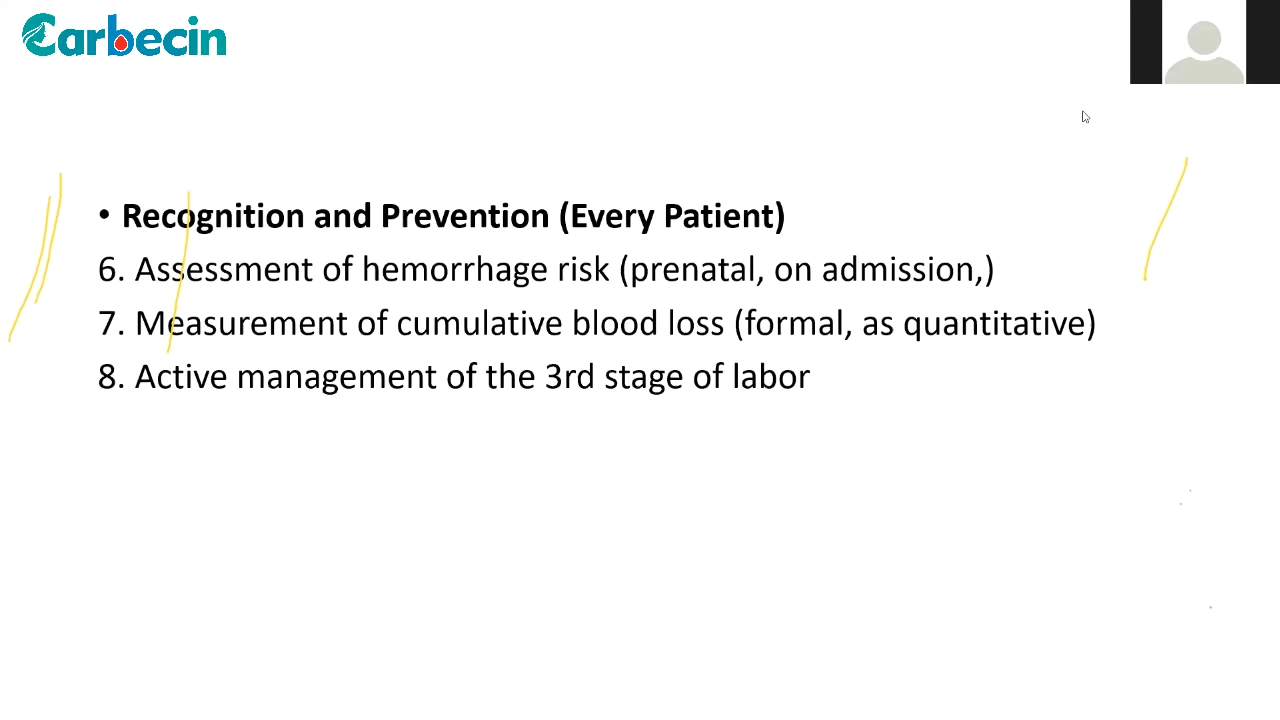 Carbecin
• Recognition and Prevention (Every Patient)
6. Assessment of hemorrhage risk (prenatal, on admission,)
7. Measurement of cumulative blood loss (formal, as quantitative)
8. Active management of the 3rd stage of labor